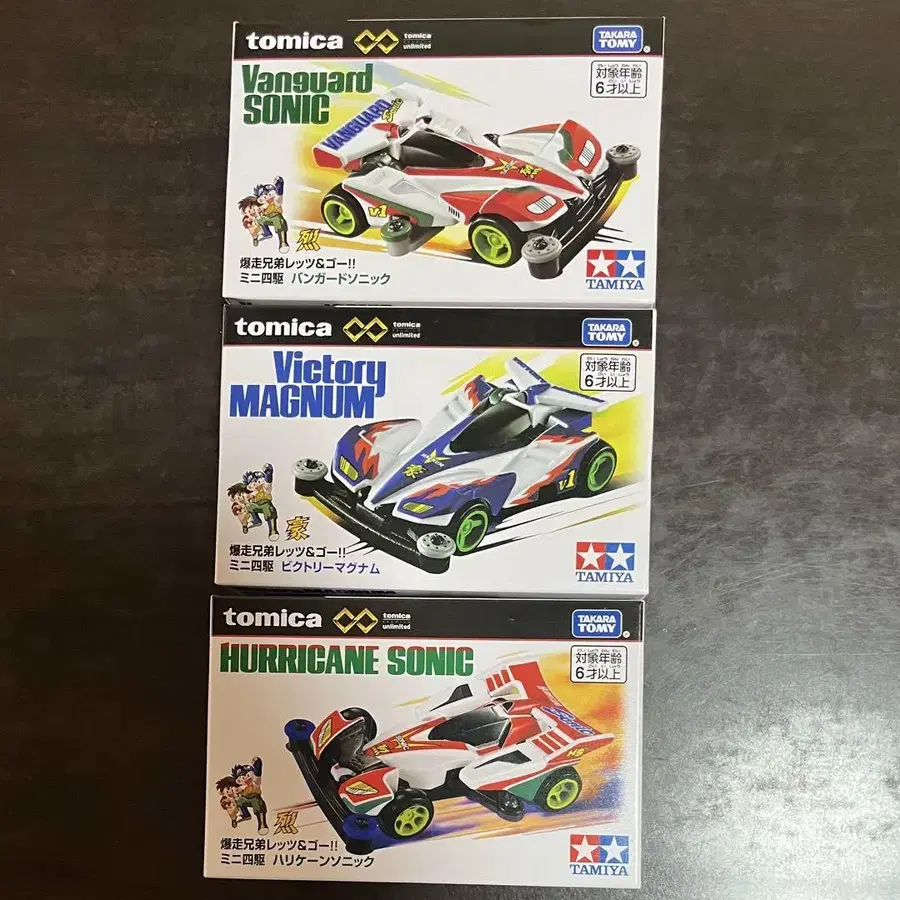 tomica tomica unlimited TAKARA TOMY
Vanguard
SONIC
対象年齢
6才以上
VANGUARD
Sonic
v1
烈
爆走兄弟レッツ&ゴー!!
ミニ四駆 バンガードソニック
TAMIYA
tomica tomica unlimited TAKARA TOMY
Victory
MAGNUM
対象年齢
6才以上
v1
豪
爆走兄弟レッツ&ゴー!!
ミニ四駆 ビクトリーマグナム
TAMIYA
tomica tomica unlimited TAKARA TOMY
HURRICANE SONIC
対象年齢
6才以上
Sonic
HS
烈
爆走兄弟レッツ&ゴー!!
ミニ四駆 ハリケーンソニック
TAMIYA